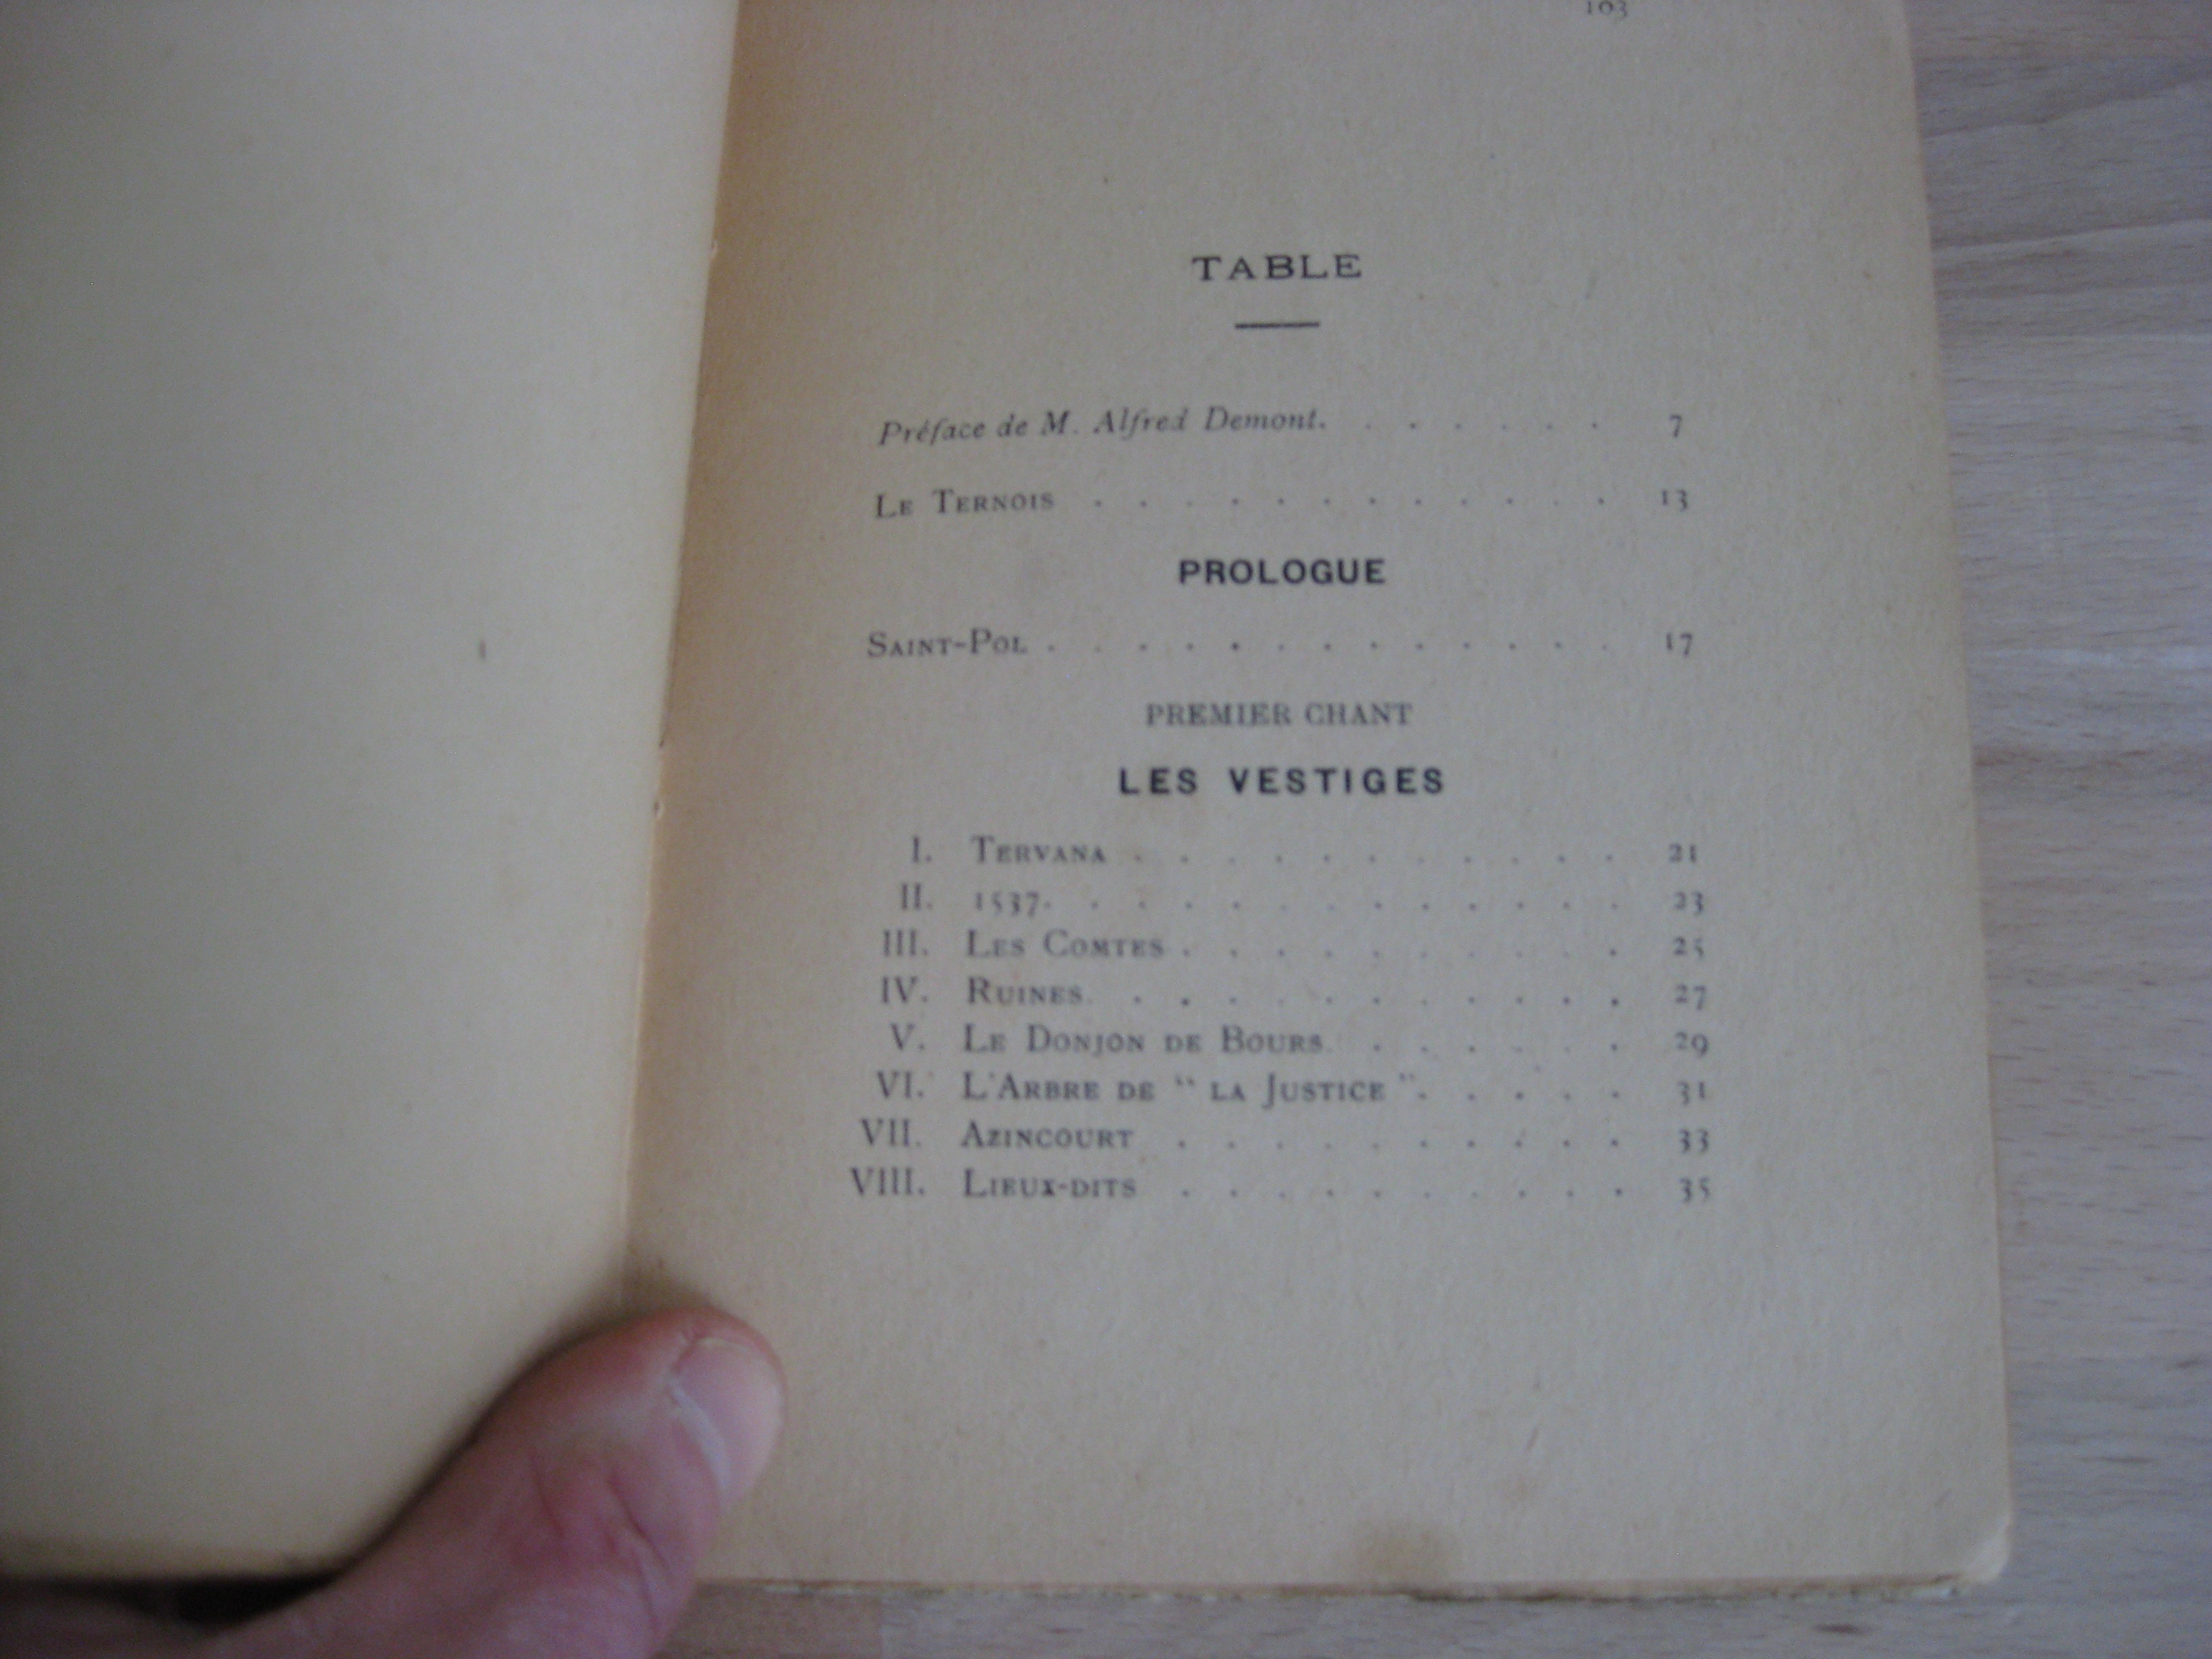 103
TABLE
Préface de M. Alfred Demont. . . . . . . 7
LE TERNOIS . . . . . . . . . . . . 13
PROLOGUE
SAINT-POL . . . . . . . . . . . . . 17
PREMIER CHANT
LES VESTIGES
I. TERVANA . . . . . . . . . . . 21
II. 1537. . . . . . . . . . . . . . 23
III. LES COMTES . . . . . . . . . . 25
IV. RUINES. . . . . . . . . . . . 27
V. LE DONJON DE BOURS. . . . . . . 29
VI. L'ARBRE DE " LA JUSTICE ". . . . . 31
VII. AZINCOURT . . . . . . . . . . 33
VIII. LIEUX-DITS . . . . . . . . . . 35